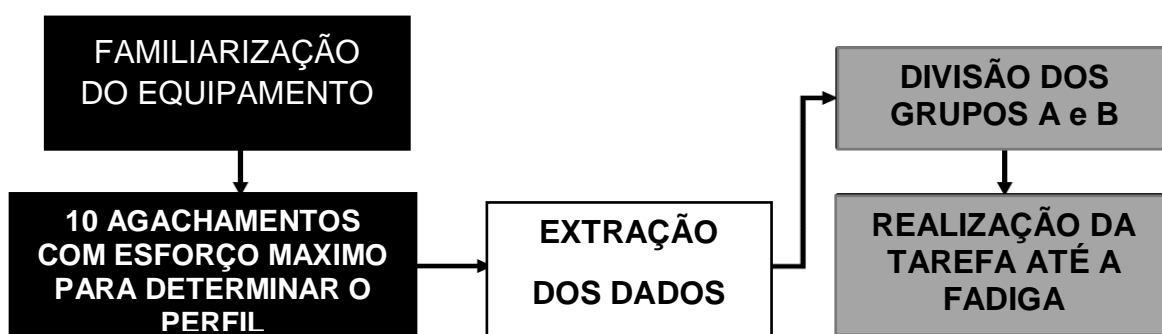 FAMILIARIZAÇÃO
DO EQUIPAMENTO
10 AGACHAMENTOS
COM ESFORÇO MAXIMO
PARA DETERMINAR O
PERFIL
EXTRAÇÃO
DOS DADOS
DIVISÃO DOS
GRUPOS A e B
REALIZAÇÃO DA
TAREFA ATÉ A
FADIGA